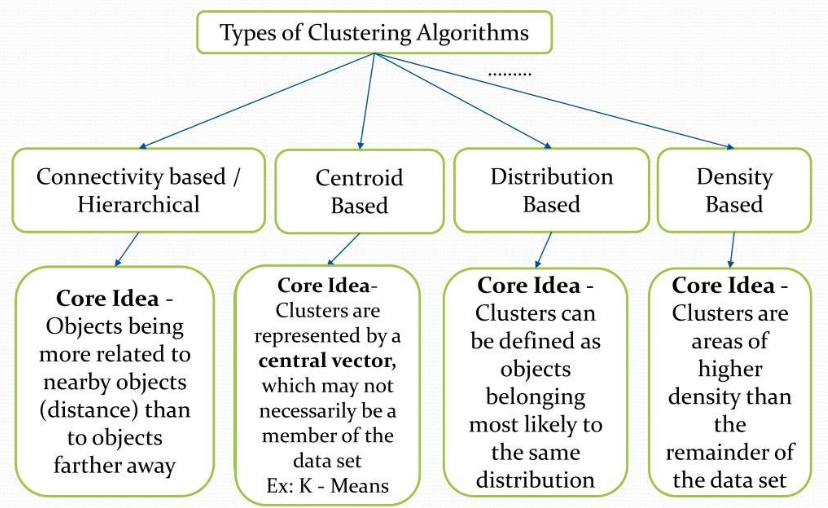 Types of Clustering Algorithms
.........
Connectivity based /
Hierarchical
Centroid
Based
Distribution
Based
Density
Based
Core Idea -
Objects being
more related to
nearby objects
(distance) than
to objects
farther away
Core Idea-
Clusters are
represented by a
central vector,
which may not
necessarily be a
member of the
data set
Ex: K - Means
Core Idea -
Clusters can
be defined as
objects
belonging
most likely to
the same
distribution
Core Idea -
Clusters are
areas of
higher
density than
the
remainder of
the data set